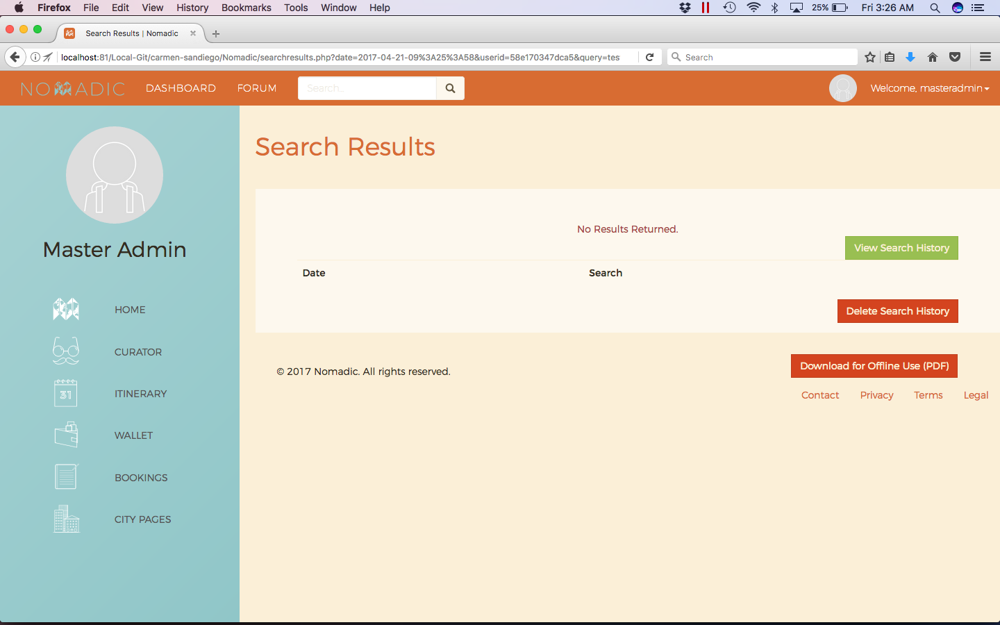 Firefox File Edit View History Bookmarks Tools Window Help 25% Fri 3:26 AM
Search Results | Nomadic
localhost:81/Local-Git/carmen-sandiego/Nomadic/searchresults.php?date=2017-04-21-09%3A25%3A58&userid=58e170347dca5&query=tes
Search
NOMADIC DASHBOARD FORUM Search... Welcome, masteradmin
Search Results
No Results Returned.
View Search History
Date Search
Delete Search History
Master Admin
HOME
CURATOR
31 ITINERARY
WALLET
BOOKINGS
CITY PAGES
© 2017 Nomadic. All rights reserved.
Download for Offline Use (PDF)
Contact Privacy Terms Legal